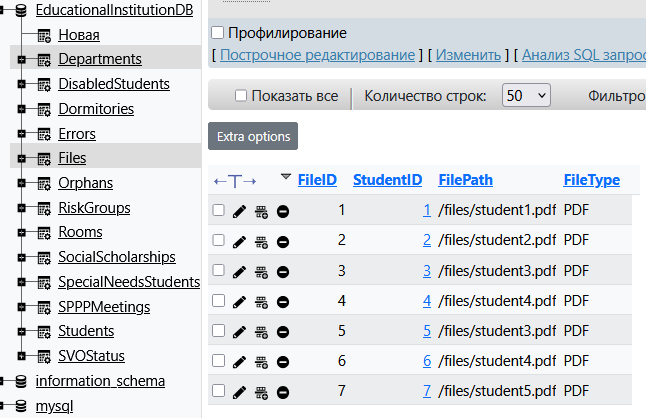 EducationalInstitutionDB
Новая
Departments
DisabledStudents
Dormitories
Errors
Files
Orphans
RiskGroups
Rooms
SocialScholarships
SpecialNeedsStudents
SPPPMeetings
Students
SVOStatus
information_schema
mysql
Профилирование
[ Построчное редактирование ] [ Изменить ] [ Анализ SQL запрос
Показать все Количество строк: 50 Фильтро
Extra options
←T→ FileID StudentID FilePath FileType
1 1 /files/student1.pdf PDF
2 2 /files/student2.pdf PDF
3 3 /files/student3.pdf PDF
4 4 /files/student4.pdf PDF
5 5 /files/student3.pdf PDF
6 6 /files/student4.pdf PDF
7 7 /files/student5.pdf PDF